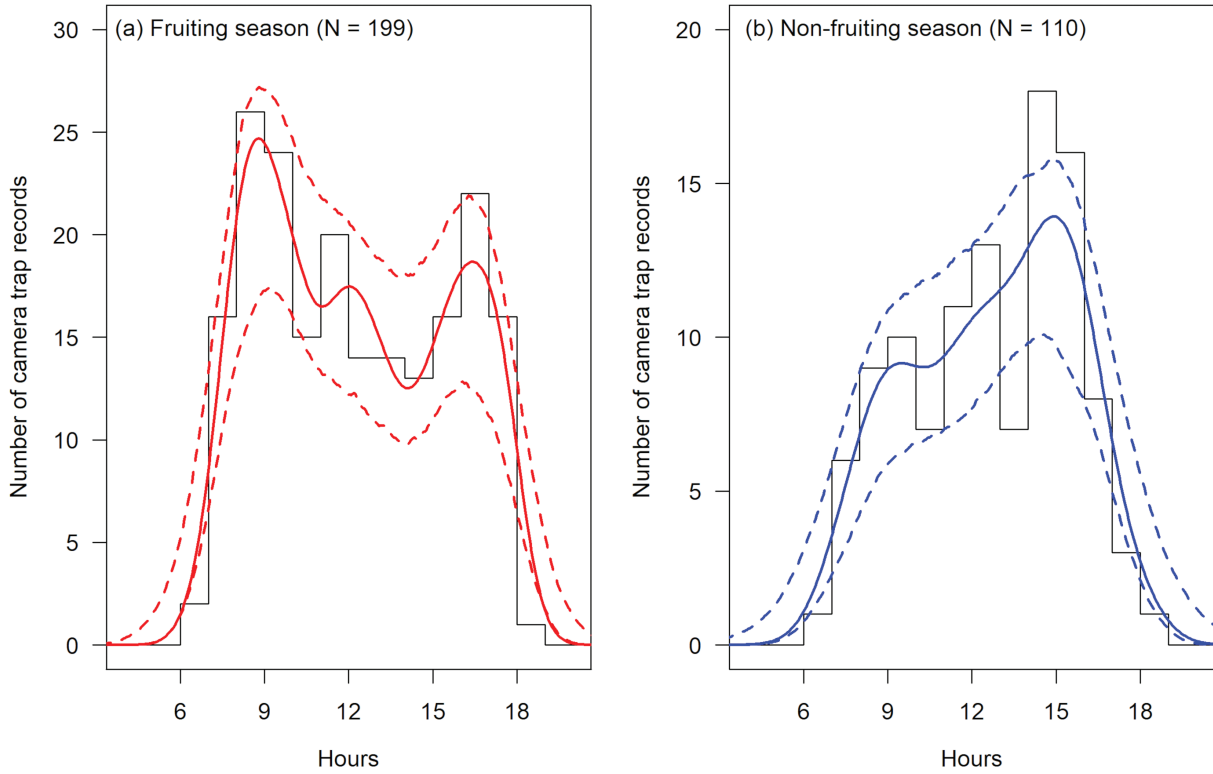 (a) Fruiting season (N = 199)
Number of camera trap records
30
25
20
15
10
5
0
6 9 12 15 18
Hours
(b) Non-fruiting season (N = 110)
Number of camera trap records
20
15
10
5
0
6 9 12 15 18
Hours